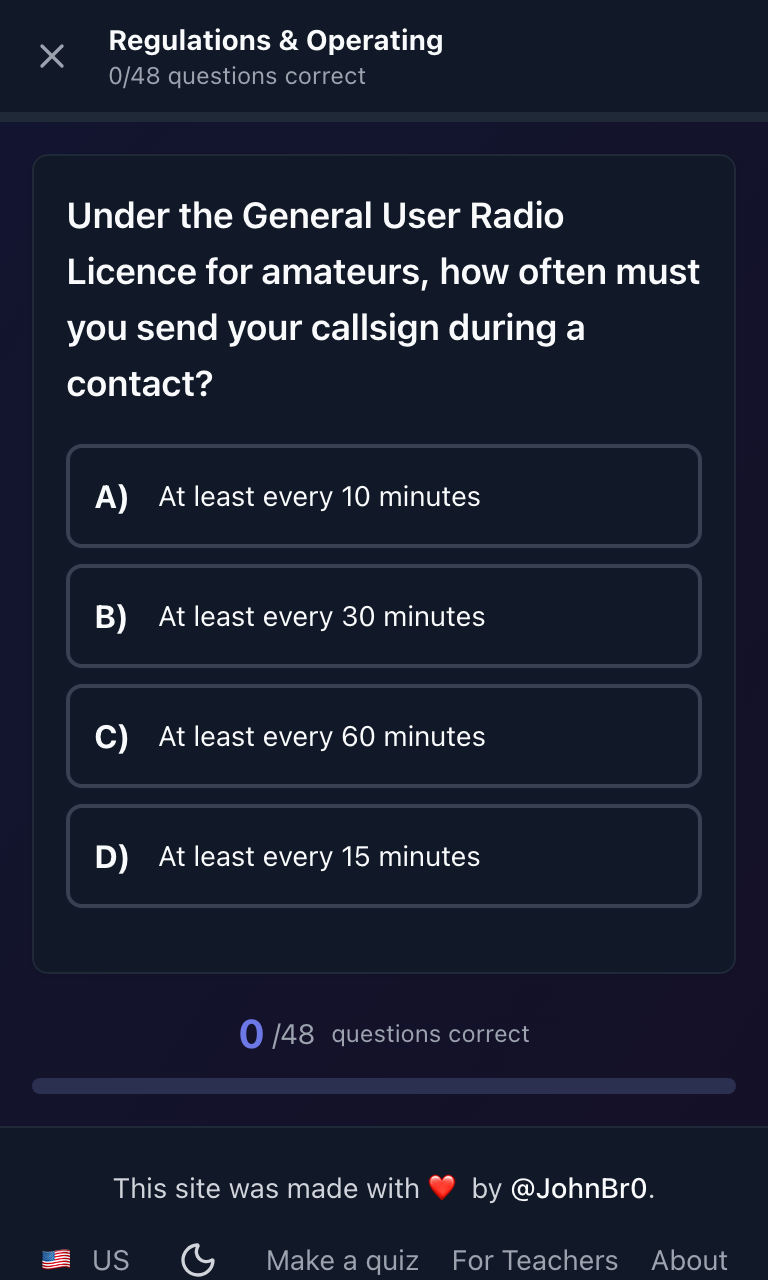 Regulations & Operating
0/48 questions correct
Under the General User Radio
Licence for amateurs, how often must
you send your callsign during a
contact?
A) At least every 10 minutes
B) At least every 30 minutes
C) At least every 60 minutes
D) At least every 15 minutes
0 /48 questions correct
This site was made with ❤️ by @JohnBr0.
🇺🇸 US Make a quiz For Teachers About